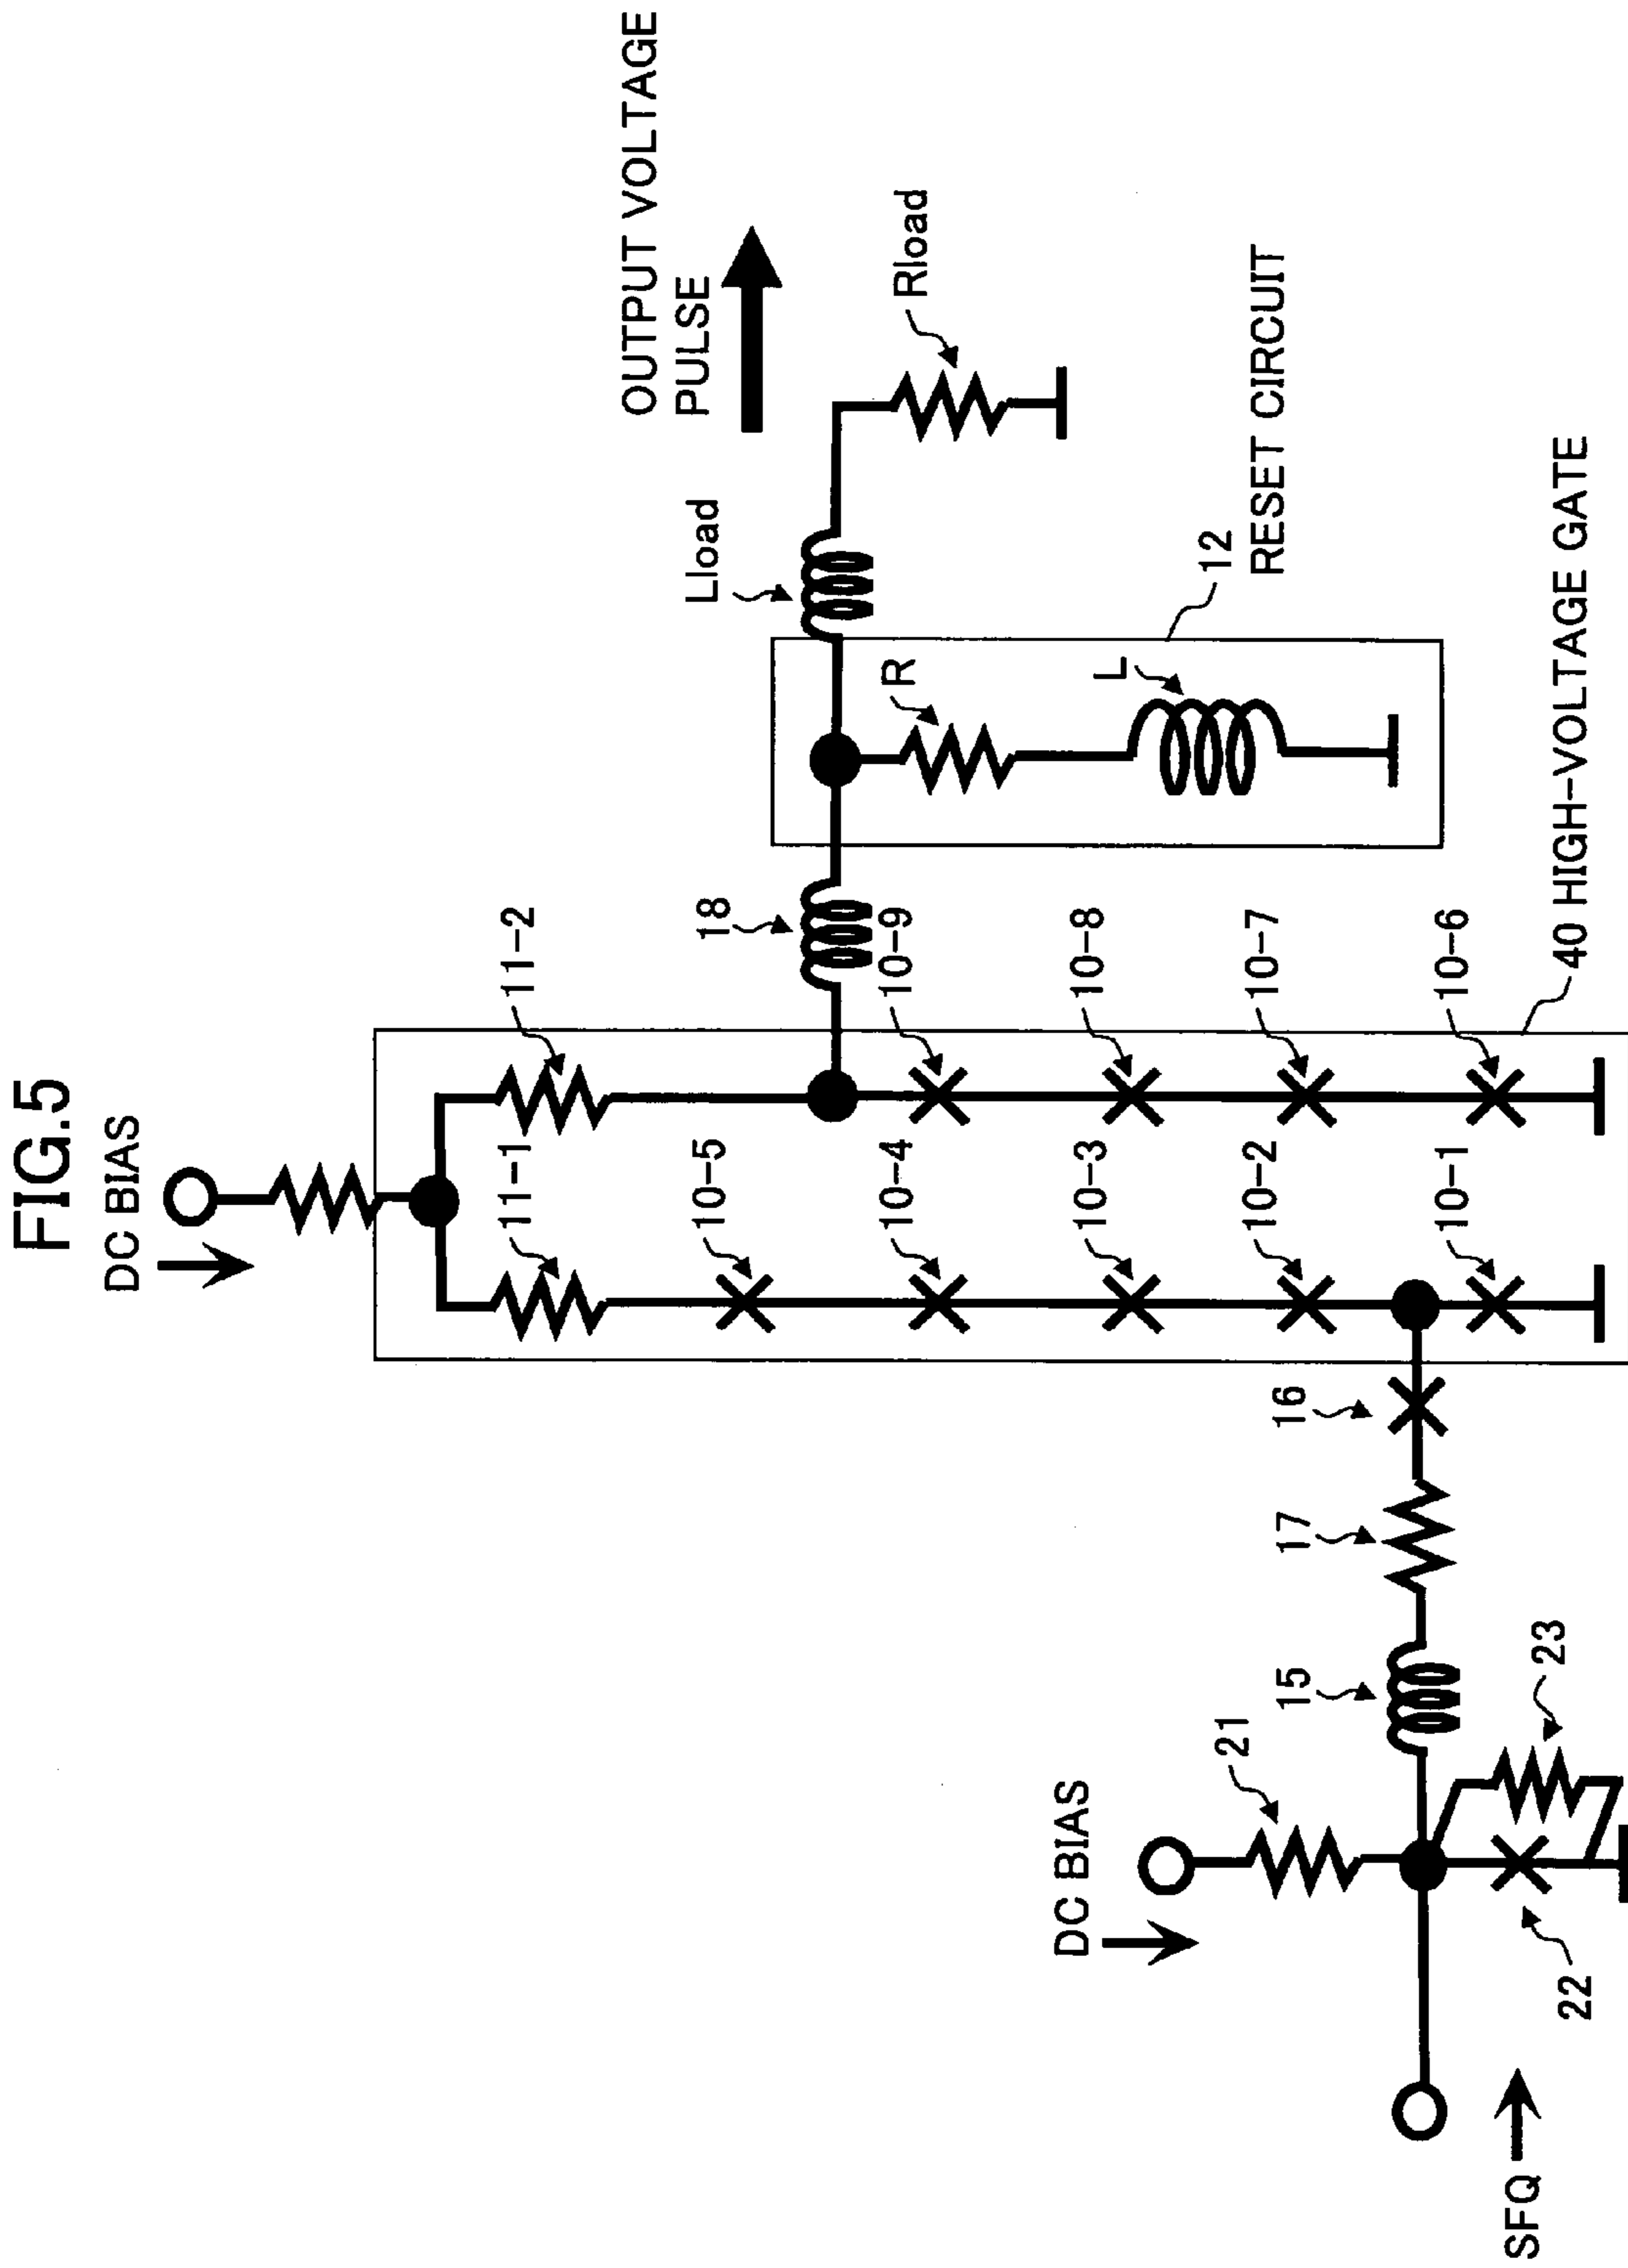 FIG.5
DC BIAS
OUTPUT VOLTAGE
PULSE
11-1
11-2
18
Lload
Rload
10-5
10-4
10-9
R
10-3
10-8
L
10-2
10-7
12
RESET CIRCUIT
10-1
10-6
40 HIGH-VOLTAGE GATE
DC BIAS
21
15
17
16
SFQ
22
23